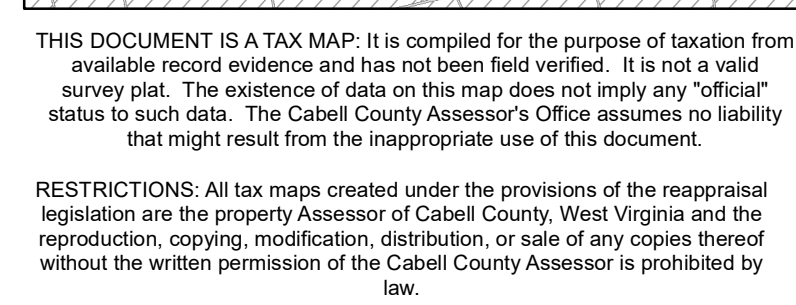 THIS DOCUMENT IS A TAX MAP: It is compiled for the purpose of taxation from
available record evidence and has not been field verified.  It is not a valid
survey plat.  The existence of data on this map does not imply any "official"
status to such data.  The Cabell County Assessor's Office assumes no liability
that might result from the inappropriate use of this document.
RESTRICTIONS: All tax maps created under the provisions of the reappraisal
legislation are the property Assessor of Cabell County, West Virginia and the
reproduction, copying, modification, distribution, or sale of any copies thereof
without the written permission of the Cabell County Assessor is prohibited by
law.